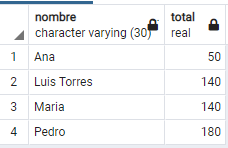 nombre total
character varying (30) real
1 Ana 50
2 Luis Torres 140
3 Maria 140
4 Pedro 180